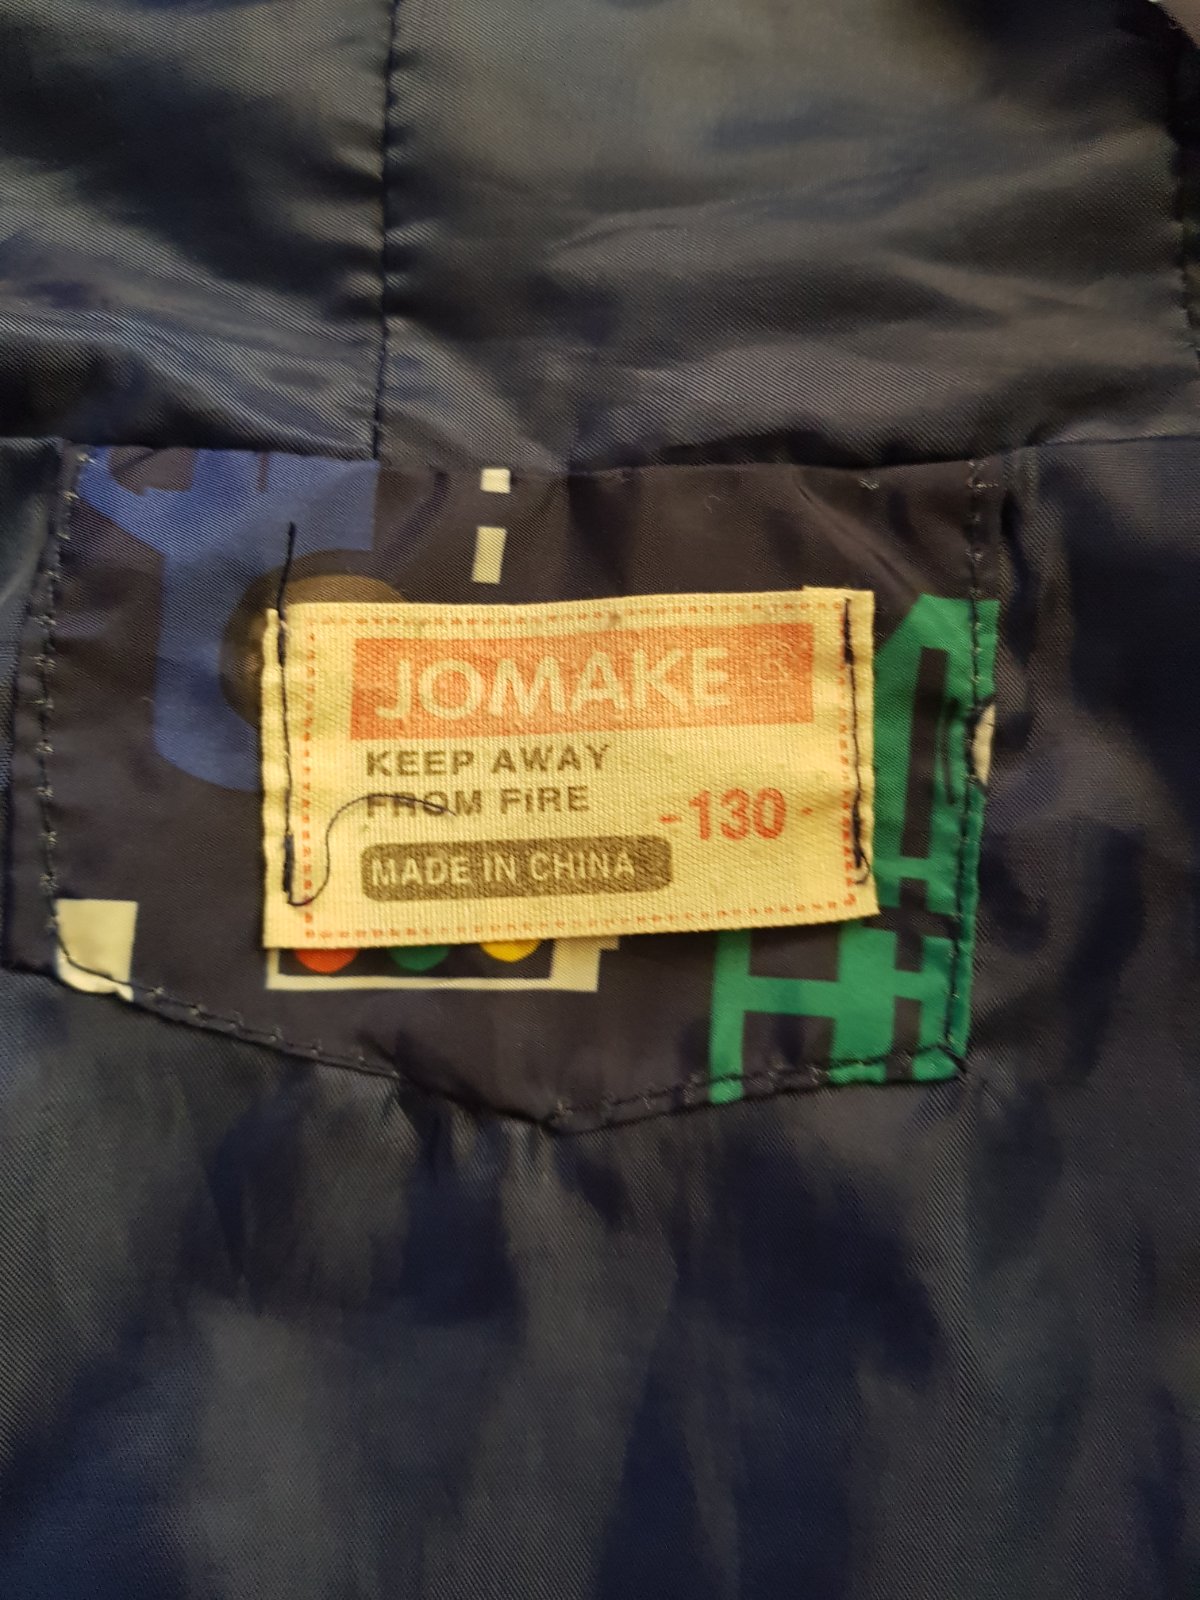 JOMAKE ®
KEEP AWAY
FROM FIRE
-130-
MADE IN CHINA